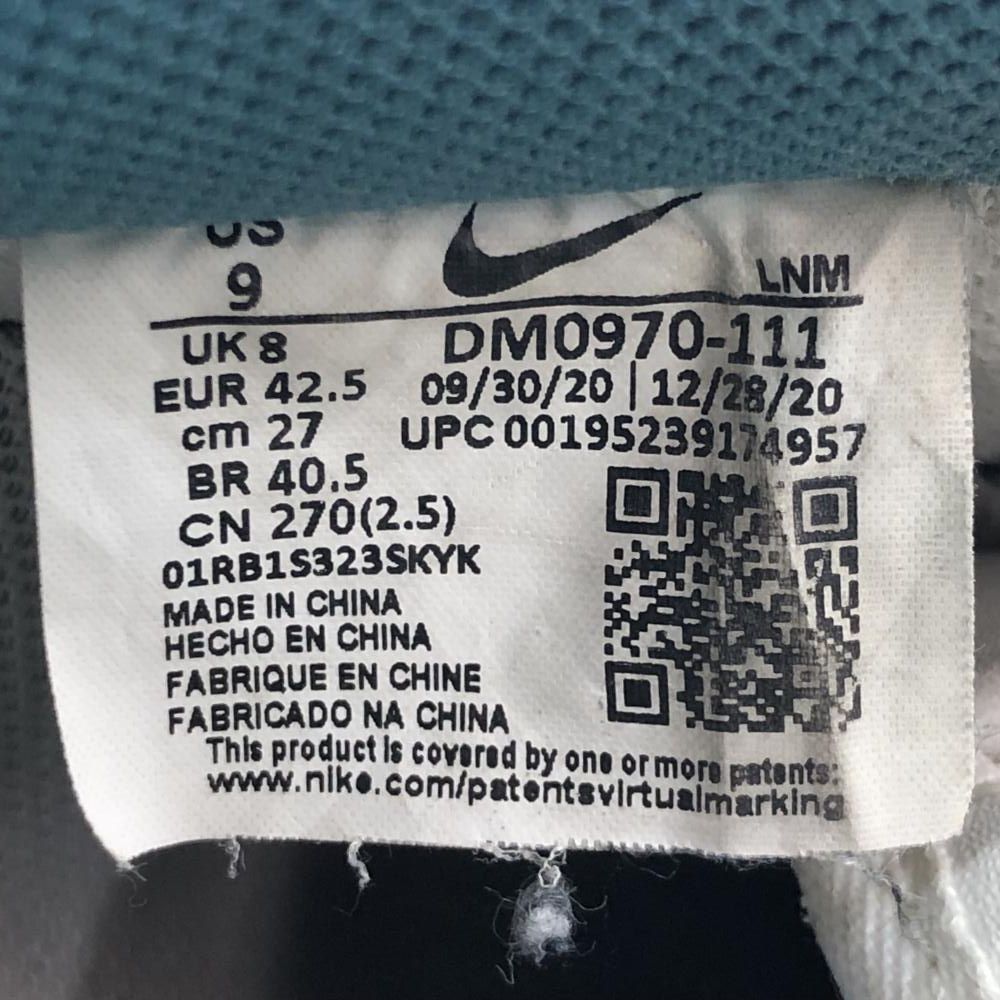 US
9
LNM
UK 8
EUR 42.5
cm 27
BR 40.5
CN 270(2.5)
01RB1S323SKYK
DM0970-111
09/30/20 | 12/28/20
UPC 00195239174957
MADE IN CHINA
HECHO EN CHINA
FABRIQUE EN CHINE
FABRICADO NA CHINA
This product is covered by one or more patents:
www.nike.com/patentsvirtualmarking